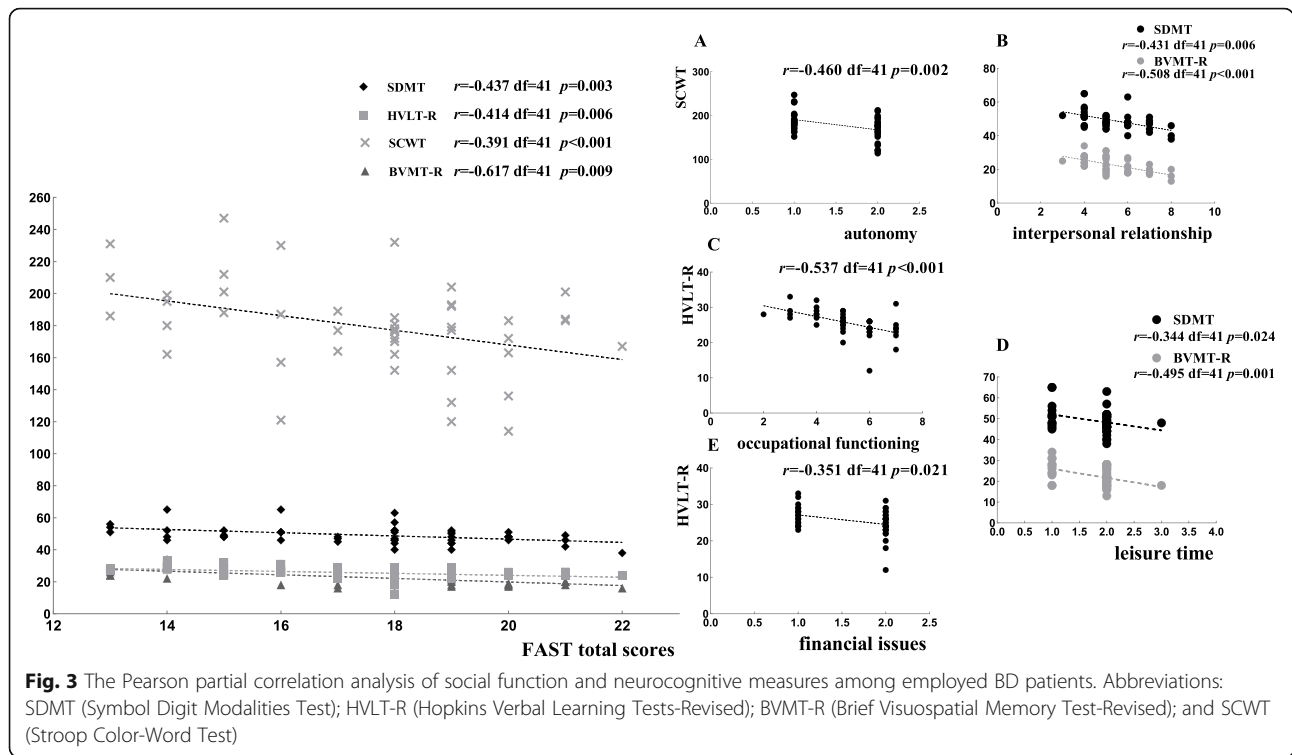 SDMT r=-0.437 df=41 p=0.003
HVLT-R r=-0.414 df=41 p=0.006
SCWT r=-0.391 df=41 p<0.001
BVMT-R r=-0.617 df=41 p=0.009
260
240
220
200
180
160
140
120
100
80
60
40
20
0
12 14 16 18 20 22
FAST total scores
A
r=-0.460 df=41 p=0.002
SCWT
300
200
100
0
0.0 0.5 1.0 1.5 2.0 2.5
autonomy
B
SDMT
r=-0.431 df=41 p=0.006
BVMT-R
r=-0.508 df=41 p<0.001
80
60
40
20
0
0 2 4 6 8 10
interpersonal relationship
C
r=-0.537 df=41 p<0.001
HVLT-R
40
30
20
10
0
0 2 4 6 8
occupational functioning
D
SDMT
r=-0.344 df=41 p=0.024
BVMT-R
r=-0.495 df=41 p=0.001
70
60
50
40
30
20
10
0
0.0 0.5 1.0 1.5 2.0 2.5 3.0 3.5 4.0
leisure time
E
r=-0.351 df=41 p=0.021
HVLT-R
40
30
20
10
0
0.0 0.5 1.0 1.5 2.0 2.5
financial issues
Fig. 3 The Pearson partial correlation analysis of social function and neurocognitive measures among employed BD patients. Abbreviations:
SDMT (Symbol Digit Modalities Test); HVLT-R (Hopkins Verbal Learning Tests-Revised); BVMT-R (Brief Visuospatial Memory Test-Revised); and SCWT
(Stroop Color-Word Test)